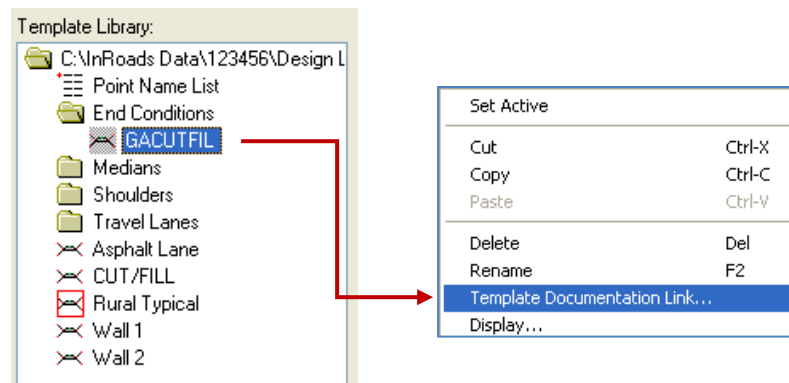 Template Library:
C:\InRoads Data\123456\Design L
Point Name List
End Conditions
GACUTFIL
Medians
Shoulders
Travel Lanes
Asphalt Lane
CUT/FILL
Rural Typical
Wall 1
Wall 2
Set Active
Cut Ctrl-X
Copy Ctrl-C
Paste Ctrl-V
Delete Del
Rename F2
Template Documentation Link...
Display...